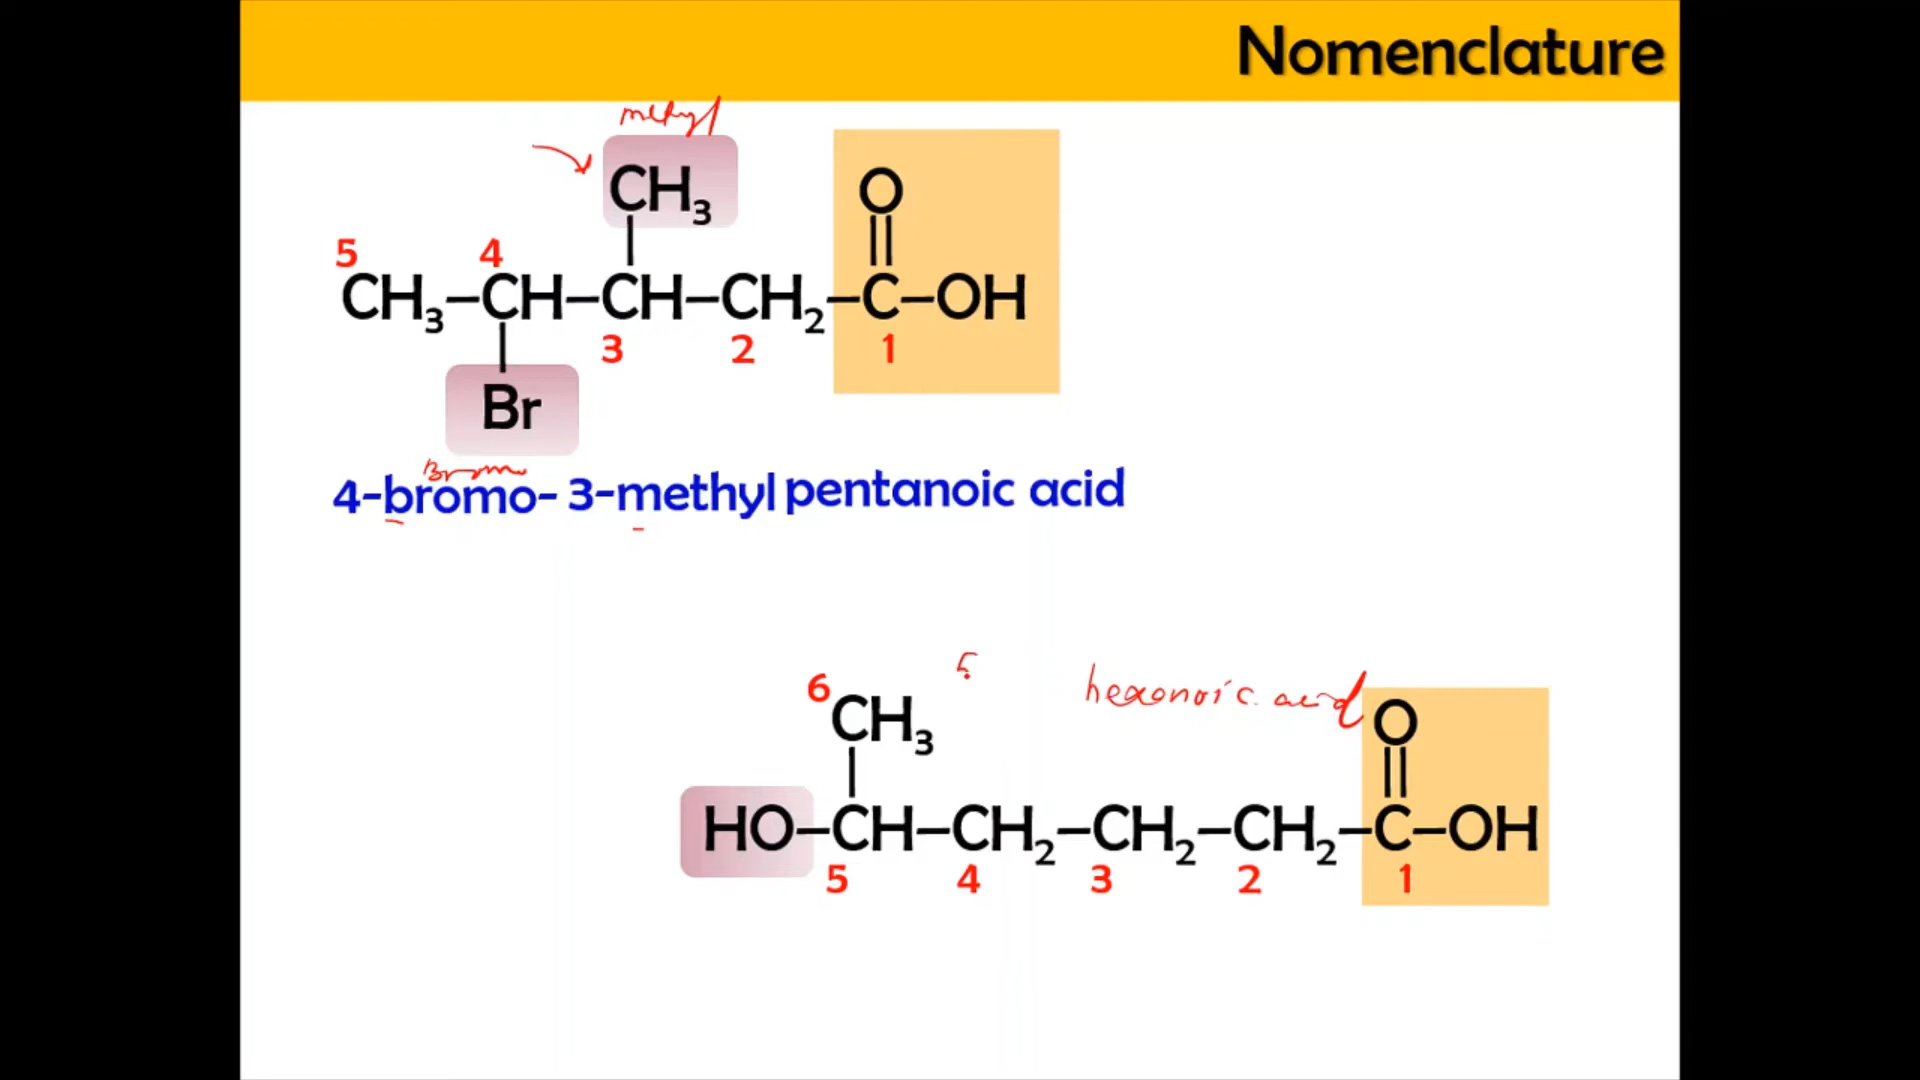 Nomenclature
methyl
CH₃ O
5 4
CH₃–CH–CH–CH₂–C–OH
3 2 1
Br
Bromo
4-bromo-3-methyl pentanoic acid
5
hexanoic acid
6
CH₃ O
HO–CH–CH₂–CH₂–CH₂–C–OH
5 4 3 2 1